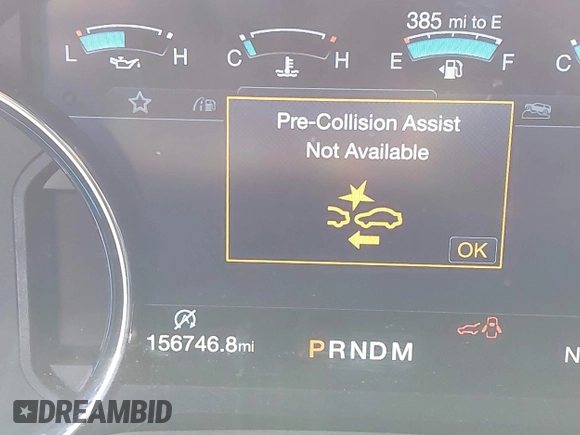 385 mi to E
L H C H E F C
Pre-Collision Assist
Not Available
OK
156746.8mi
PRNDM
N
DREAMBID